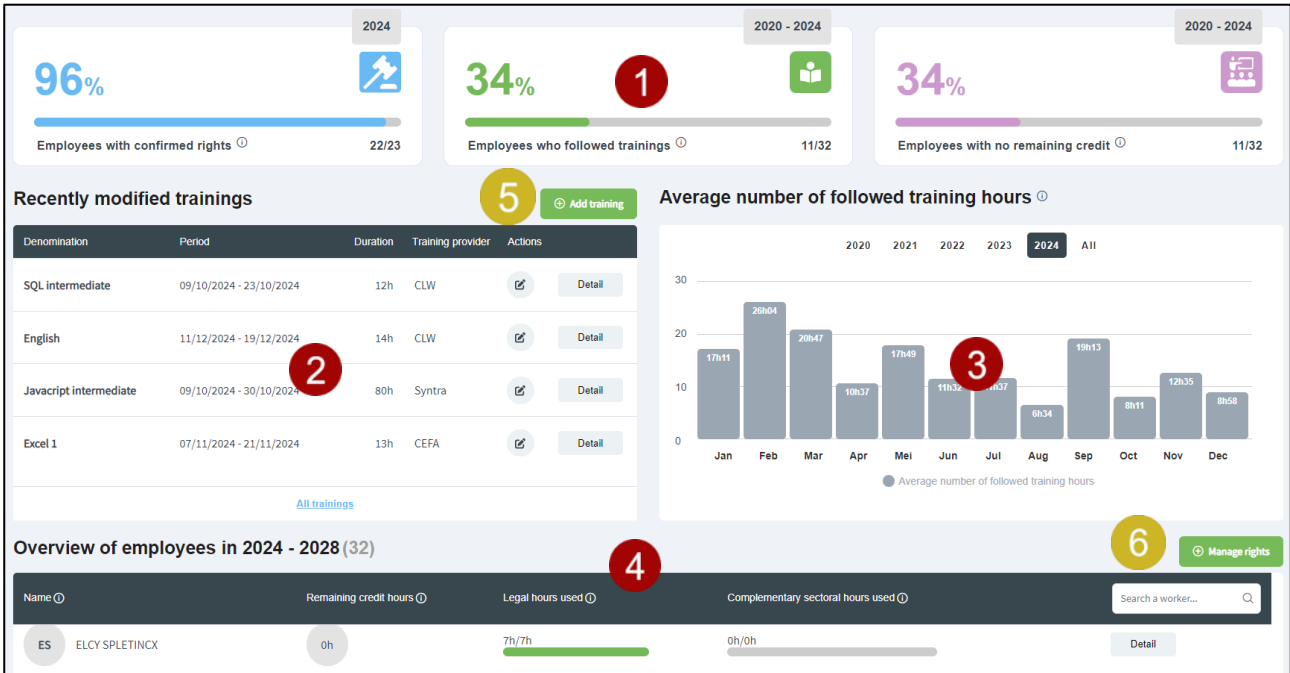 2024
2020 - 2024
2020 - 2024
96%
34%
1
34%
Employees with confirmed rights
22/23
Employees who followed trainings
11/32
Employees with no remaining credit
11/32
Recently modified trainings
5
Add training
Denomination Period Duration Training provider Actions
SQL intermediate 09/10/2024 - 23/10/2024 12h CLW Detail
English 11/12/2024 - 19/12/2024 14h CLW Detail
2
Javacript intermediate 09/10/2024 - 30/10/2024 80h Syntra Detail
Excel 1 07/11/2024 - 21/11/2024 13h CEFA Detail
All trainings
Average number of followed training hours
2020 2021 2022 2023 2024 All
30
20
10
0
17h11 26h04 20h47 10h37 17h49 11h32 6h34 19h13 8h11 12h35 8h58
3
Jan Feb Mar Apr Mei Jun Jul Aug Sep Oct Nov Dec
Average number of followed training hours
Overview of employees in 2024 - 2028 (32)
4
6
Manage rights
Name Remaining credit hours Legal hours used Complementary sectoral hours used Search a worker...
ES ELCY SPLETINCX 0h 7h/7h 0h/0h Detail